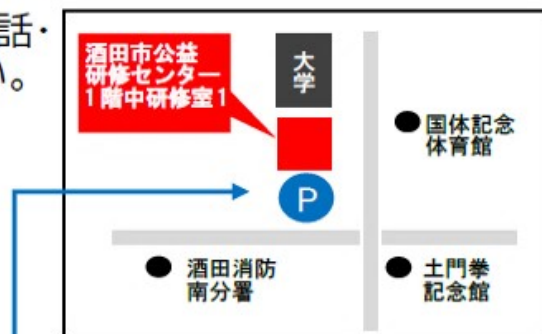 話・
い。
酒田市公益
研修センター
1階中研修室1
大
学
国体記念
体育館
P
酒田消防
南分署
土門拳
記念館